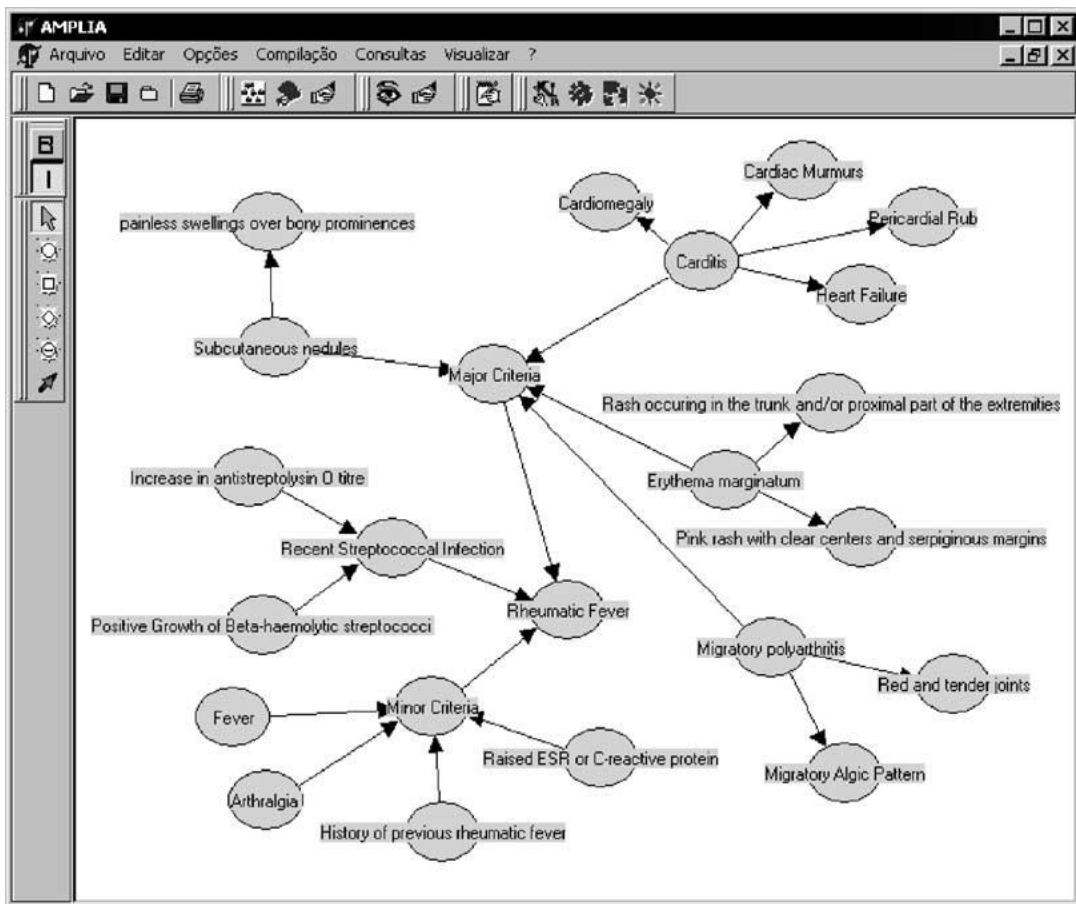 AMPLIA
Arquivo Editar Opções Compilação Consultas Visualizar ?
B
I
Cardiac Murmurs
Cardiomegaly
painless swellings over bony prominences
Pericardial Rub
Carditis
Heart Failure
Subcutaneous nedules
Major Criteria
Rash occuring in the trunk and/or proximal part of the extremities
Increase in antistreptolysin O titre
Erythema marginatum
Recent Streptococcal Infection
Pink rash with clear centers and serpiginous margins
Rheumatic Fever
Positive Growth of Beta-haemolytic streptococci
Migratory polyarthritis
Red and tender joints
Minor Criteria
Fever
Raised ESR or C-reactive protein
Migratory Algic Pattern
Arthralgia
History of previous rheumatic fever